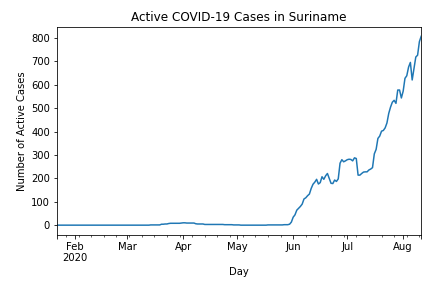 Active COVID-19 Cases in Suriname
Number of Active Cases
800
700
600
500
400
300
200
100
0
Feb
2020
Mar
Apr
May
Jun
Jul
Aug
Day